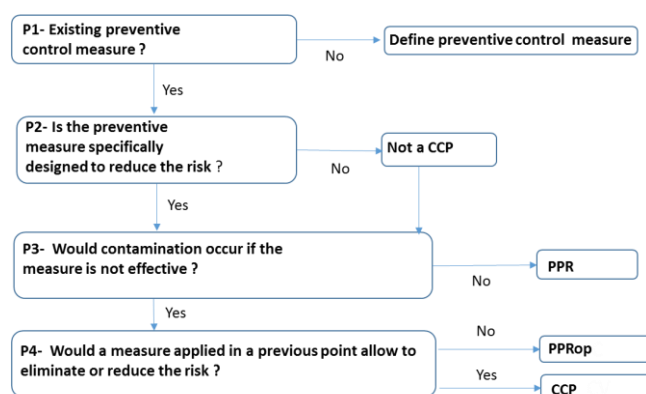 P1- Existing preventive
control measure ?
Define preventive control measure
No
Yes
P2- Is the preventive
measure specifically
designed to reduce the risk ?
Not a CCP
No
Yes
P3- Would contamination occur if the
measure is not effective ?
PPR
No
Yes
P4- Would a measure applied in a previous point allow to
eliminate or reduce the risk ?
No
PPRop
Yes
CCP